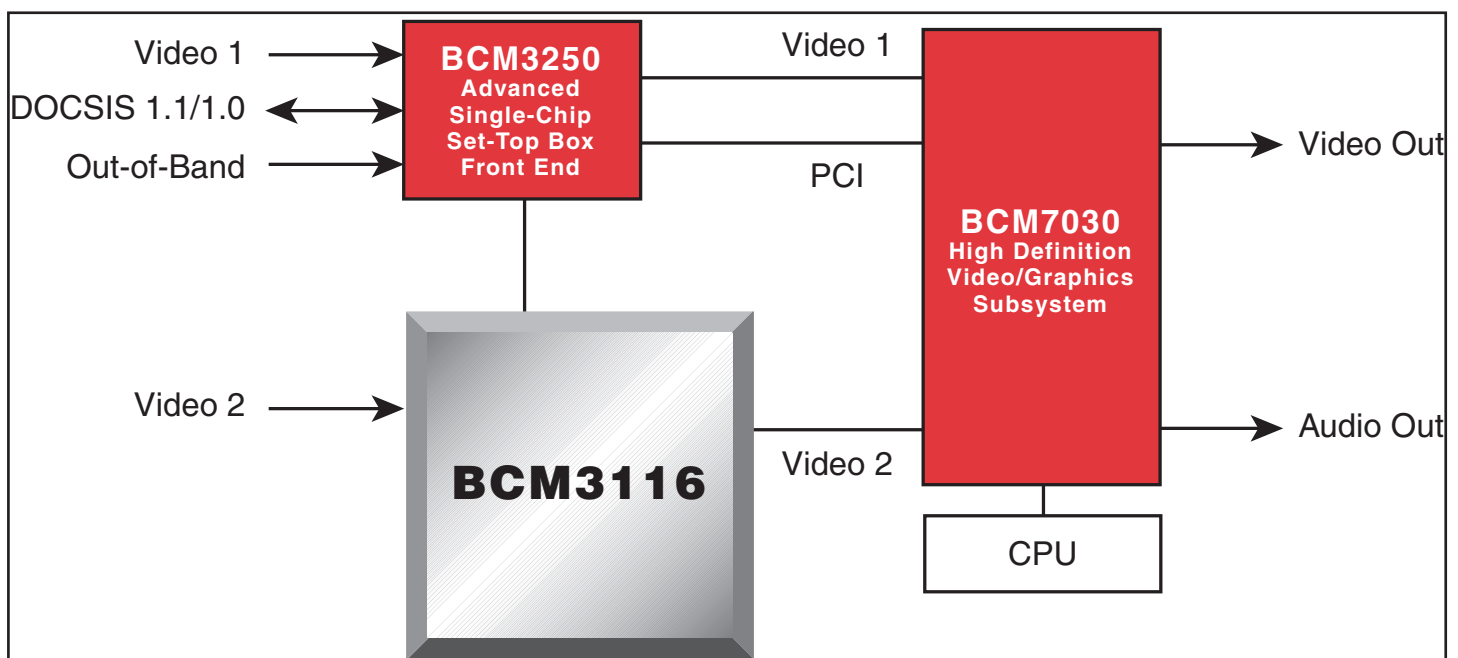 Video 1
DOCSIS 1.1/1.0
Out-of-Band
BCM3250
Advanced
Single-Chip
Set-Top Box
Front End
Video 1
PCI
BCM7030
High Definition
Video/Graphics
Subsystem
Video Out
Audio Out
Video 2
BCM3116
Video 2
CPU